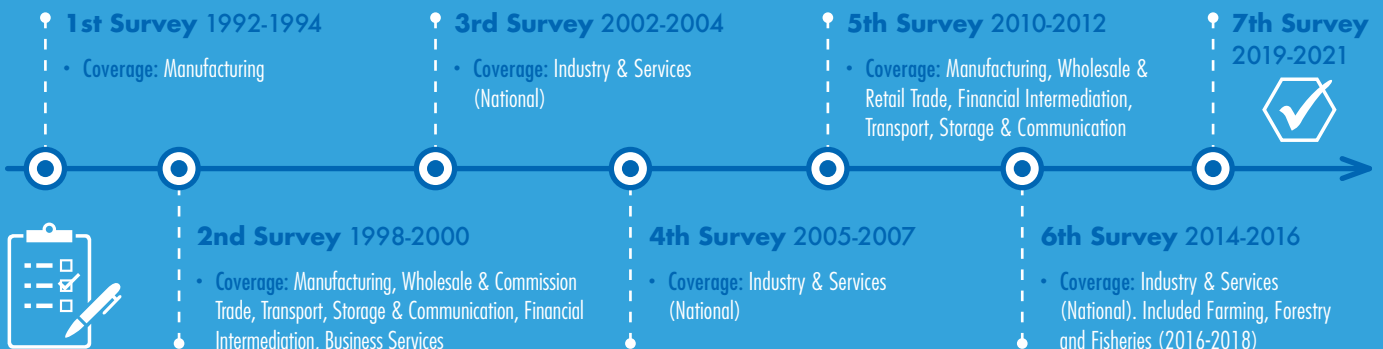 1st Survey 1992-1994
• Coverage: Manufacturing
3rd Survey 2002-2004
• Coverage: Industry & Services
(National)
5th Survey 2010-2012
• Coverage: Manufacturing, Wholesale &
Retail Trade, Financial Intermediation,
Transport, Storage & Communication
7th Survey
2019-2021
2nd Survey 1998-2000
• Coverage: Manufacturing, Wholesale & Commission
Trade, Transport, Storage & Communication, Financial
Intermediation, Business Services
4th Survey 2005-2007
• Coverage: Industry & Services
(National)
6th Survey 2014-2016
• Coverage: Industry & Services
(National). Included Farming, Forestry
and Fisheries (2016-2018)